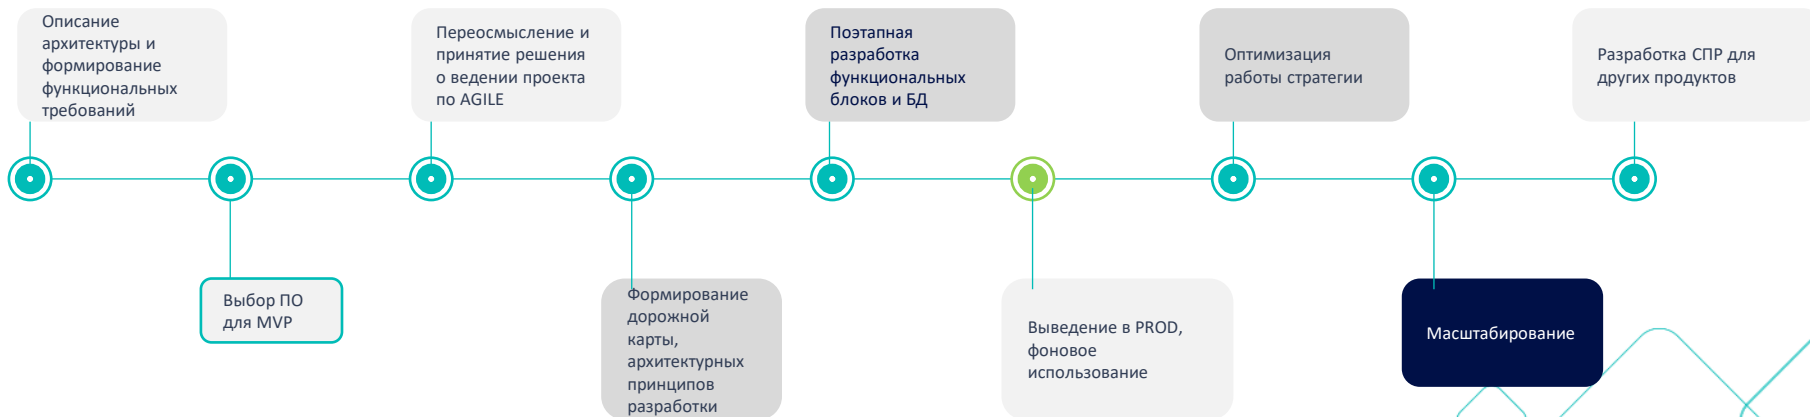 Описание
архитектуры и
формирование
функциональных
требований
Выбор ПО
для MVP
Переосмысление и
принятие решения
о ведении проекта
по AGILE
Формирование
дорожной
карты,
архитектурных
принципов
разработки
Поэтапная
разработка
функциональных
блоков и БД
Выведение в PROD,
фоновое
использование
Оптимизация
работы стратегии
Масштабирование
Разработка СПР для
других продуктов